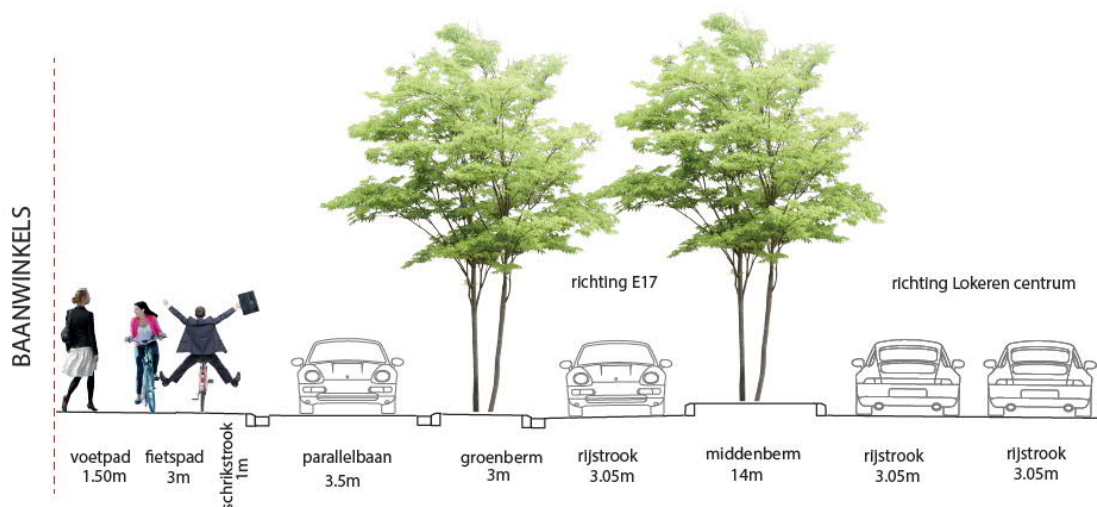 BAANWINKELS
richting E17
richting Lokeren centrum
voetpad
1.50m
fietspad
3m
schrikstrook
1m
parallelbaan
3.5m
groenberm
3m
rijstrook
3.05m
middenberm
14m
rijstrook
3.05m
rijstrook
3.05m